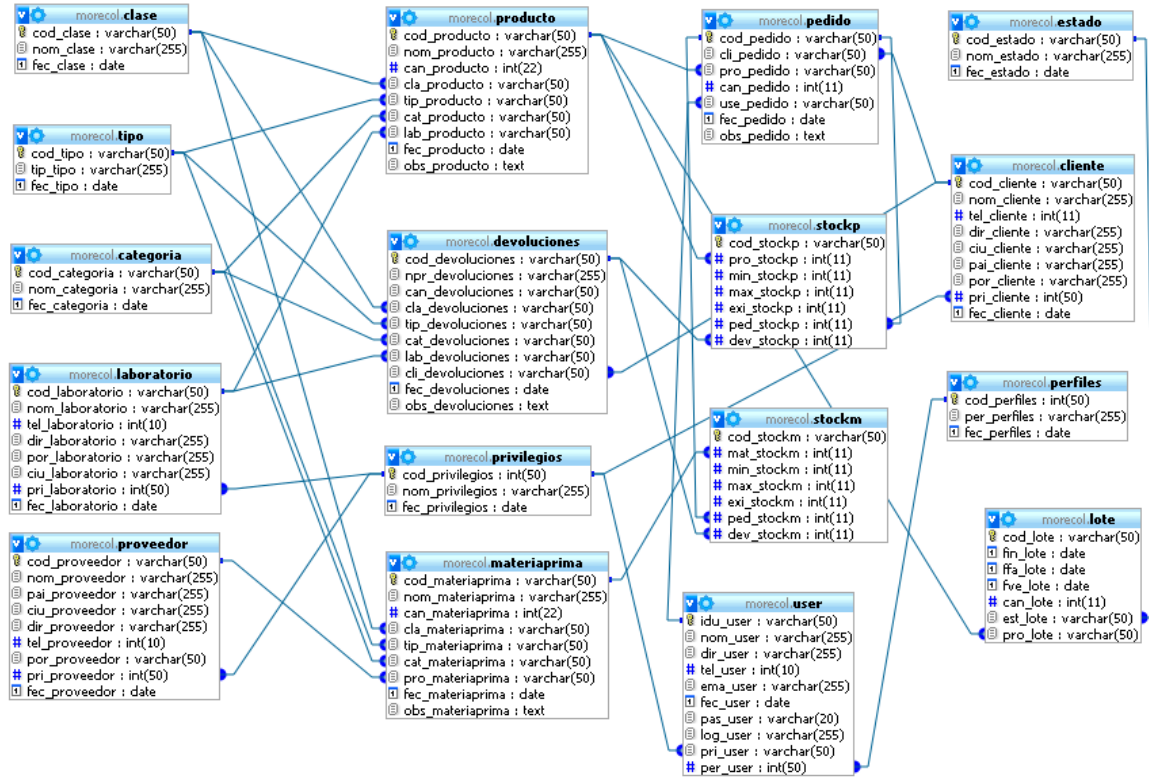 morecol.clase
cod_clase : varchar(50)
nom_clase : varchar(255)
fec_clase : date
morecol.tipo
cod_tipo : varchar(50)
tip_tipo : varchar(255)
fec_tipo : date
morecol.categoria
cod_categoria : varchar(50)
nom_categoria : varchar(255)
fec_categoria : date
morecol.laboratorio
cod_laboratorio : varchar(50)
nom_laboratorio : varchar(255)
tel_laboratorio : int(10)
dir_laboratorio : varchar(255)
por_laboratorio : varchar(255)
ciu_laboratorio : varchar(255)
pri_laboratorio : int(50)
fec_laboratorio : date
morecol.proveedor
cod_proveedor : varchar(50)
nom_proveedor : varchar(255)
pai_proveedor : varchar(255)
ciu_proveedor : varchar(255)
dir_proveedor : varchar(255)
tel_proveedor : int(10)
por_proveedor : varchar(50)
pri_proveedor : int(50)
fec_proveedor : date
morecol.producto
cod_producto : varchar(50)
nom_producto : varchar(255)
can_producto : int(22)
cla_producto : varchar(50)
tip_producto : varchar(50)
cat_producto : varchar(50)
lab_producto : varchar(50)
fec_producto : date
obs_producto : text
morecol.devoluciones
cod_devoluciones : varchar(50)
npr_devoluciones : varchar(255)
can_devoluciones : varchar(50)
cla_devoluciones : varchar(50)
tip_devoluciones : varchar(50)
cat_devoluciones : varchar(50)
lab_devoluciones : varchar(50)
cli_devoluciones : varchar(50)
fec_devoluciones : date
obs_devoluciones : text
morecol.privilegios
cod_privilegios : int(50)
nom_privilegios : varchar(255)
fec_privilegios : date
morecol.materiaprima
cod_materiaprima : varchar(50)
nom_materiaprima : varchar(255)
can_materiaprima : int(22)
cla_materiaprima : varchar(50)
tip_materiaprima : varchar(50)
cat_materiaprima : varchar(50)
pro_materiaprima : varchar(50)
fec_materiaprima : date
obs_materiaprima : text
morecol.pedido
cod_pedido : varchar(50)
cli_pedido : varchar(50)
pro_pedido : varchar(50)
can_pedido : int(11)
use_pedido : varchar(50)
fec_pedido : date
obs_pedido : text
morecol.stockp
cod_stockp : varchar(50)
pro_stockp : int(11)
min_stockp : int(11)
max_stockp : int(11)
exi_stockp : int(11)
ped_stockp : int(11)
dev_stockp : int(11)
morecol.stockm
cod_stockm : varchar(50)
mat_stockm : int(11)
min_stockm : int(11)
max_stockm : int(11)
exi_stockm : int(11)
ped_stockm : int(11)
dev_stockm : int(11)
morecol.user
idu_user : varchar(50)
nom_user : varchar(255)
dir_user : varchar(255)
tel_user : int(10)
ema_user : varchar(255)
fec_user : date
pas_user : varchar(20)
log_user : varchar(255)
pri_user : varchar(50)
per_user : int(50)
morecol.estado
cod_estado : varchar(50)
nom_estado : varchar(255)
fec_estado : date
morecol.cliente
cod_cliente : varchar(50)
nom_cliente : varchar(255)
tel_cliente : int(11)
dir_cliente : varchar(255)
ciu_cliente : varchar(255)
pai_cliente : varchar(255)
por_cliente : varchar(255)
pri_cliente : int(50)
fec_cliente : date
morecol.perfiles
cod_perfiles : int(50)
per_perfiles : varchar(255)
fec_perfiles : date
morecol.lote
cod_lote : varchar(50)
fin_lote : date
ffa_lote : date
fve_lote : date
can_lote : int(11)
est_lote : varchar(50)
pro_lote : varchar(50)